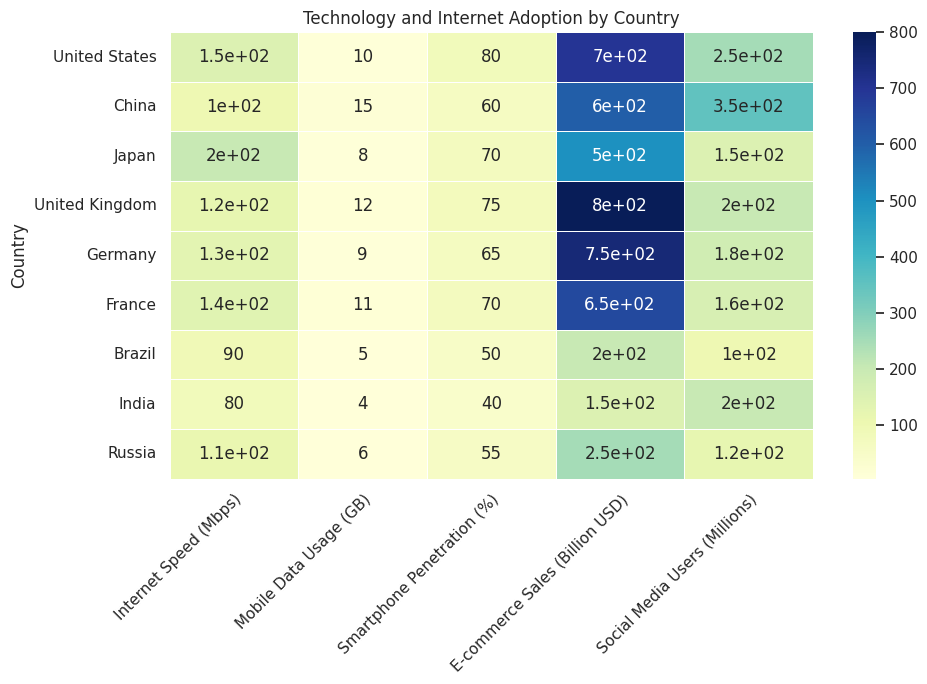 Technology and Internet Adoption by Country
United States 1.5e+02 10 80 7e+02 2.5e+02
China 1e+02 15 60 6e+02 3.5e+02
Japan 2e+02 8 70 5e+02 1.5e+02
United Kingdom 1.2e+02 12 75 8e+02 2e+02
Germany 1.3e+02 9 65 7.5e+02 1.8e+02
France 1.4e+02 11 70 6.5e+02 1.6e+02
Brazil 90 5 50 2e+02 1e+02
India 80 4 40 1.5e+02 2e+02
Russia 1.1e+02 6 55 2.5e+02 1.2e+02
Country
Internet Speed (Mbps)
Mobile Data Usage (GB)
Smartphone Penetration (%)
E-commerce Sales (Billion USD)
Social Media Users (Millions)
800
700
600
500
400
300
200
100